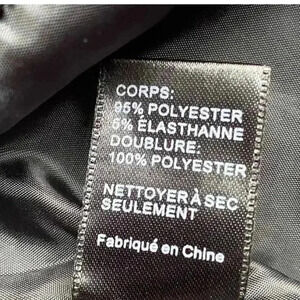 CORPS:
95% POLYESTER
5% ÉLASTHANNE
DOUBLURE:
100% POLYESTER
NETTOYER À SEC
SEULEMENT
Fabriqué en Chine